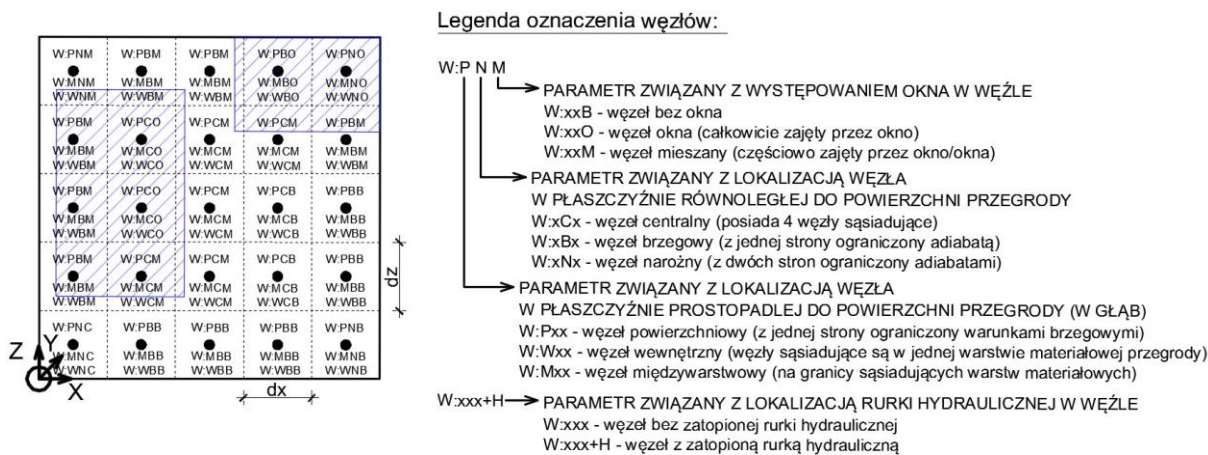 Legenda oznaczenia węzłów:
W:PNM W:PBM W:PBM W:PBO W:PNO
W:MNM W:MBM W:MBM W:MBO W:MNO
W:WNM W:WBM W:WBM W:WBO W:WNO
W:PBM W:PCO W:PCM W:PCM W:PBM
W:MBM W:MCO W:MCM W:MCM W:MBM
W:WBM W:WCO W:WCM W:WCM W:WBM
W:PBM W:PCO W:PCM W:PCB W:PBB
W:MBM W:MCO W:MCM W:MCB W:MBB
W:WBM W:WCO W:WCM W:WCB W:WBB
W:PBM W:PCM W:PCM W:PCB W:PBB
W:MBM W:MCM W:MCM W:MCB W:MBB
W:WBM W:WCM W:WCM W:WCB W:WBB
W:PNC W:PBB W:PBB W:PBB W:PNB
W:MNC W:MBB W:MBB W:MBB W:MNB
W:WNC W:WBB W:WBB W:WBB W:WNB
dz
Z Y X
dx
W:P N M
PARAMETR ZWIĄZANY Z WYSTĘPOWANIEM OKNA W WĘŹLE
W:xxB - węzeł bez okna
W:xxO - węzeł okna (całkowicie zajęty przez okno)
W:xxM - węzeł mieszany (częściowo zajęty przez okno/okna)
PARAMETR ZWIĄZANY Z LOKALIZACJĄ WĘZŁA
W PŁASZCZYŹNIE RÓWNOLEGŁEJ DO POWIERZCHNI PRZEGRODY
W:xCx - węzeł centralny (posiada 4 węzły sąsiadujące)
W:xBx - węzeł brzegowy (z jednej strony ograniczony adiabatą)
W:xNx - węzeł narożny (z dwóch stron ograniczony adiabatami)
PARAMETR ZWIĄZANY Z LOKALIZACJĄ WĘZŁA
W PŁASZCZYŹNIE PROSTOPADLEJ DO POWIERZCHNI PRZEGRODY (W GŁĄB)
W:Pxx - węzeł powierzchniowy (z jednej strony ograniczony warunkami brzegowymi)
W:Wxx - węzeł wewnętrzny (węzły sąsiadujące są w jednej warstwie materiałowej przegrody)
W:Mxx - węzeł międzywarstwowy (na granicy sąsiadujących warstw materiałowych)
W:xxx+H PARAMETR ZWIĄZANY Z LOKALIZACJĄ RURKI HYDRAULICZNEJ W WĘŹLE
W:xxx - węzeł bez zatopionej rurki hydraulicznej
W:xxx+H - węzeł z zatopioną rurką hydrauliczną